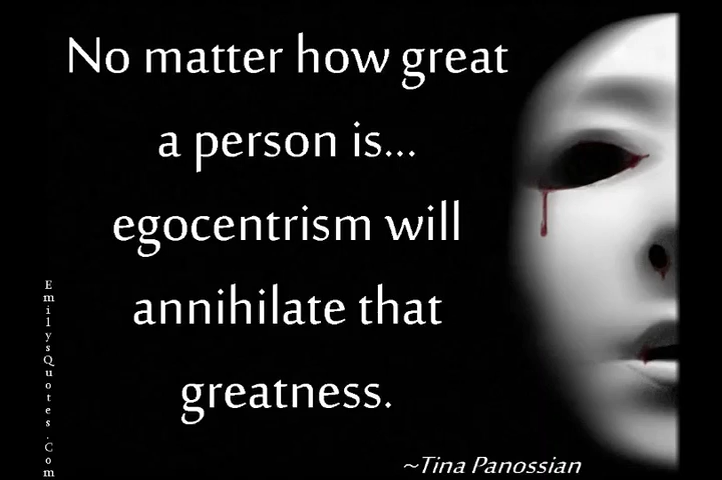 No matter how great
a person is...
egocentrism will
annihilate that
greatness.
~Tina Panossian
EmilysQuotes.Com